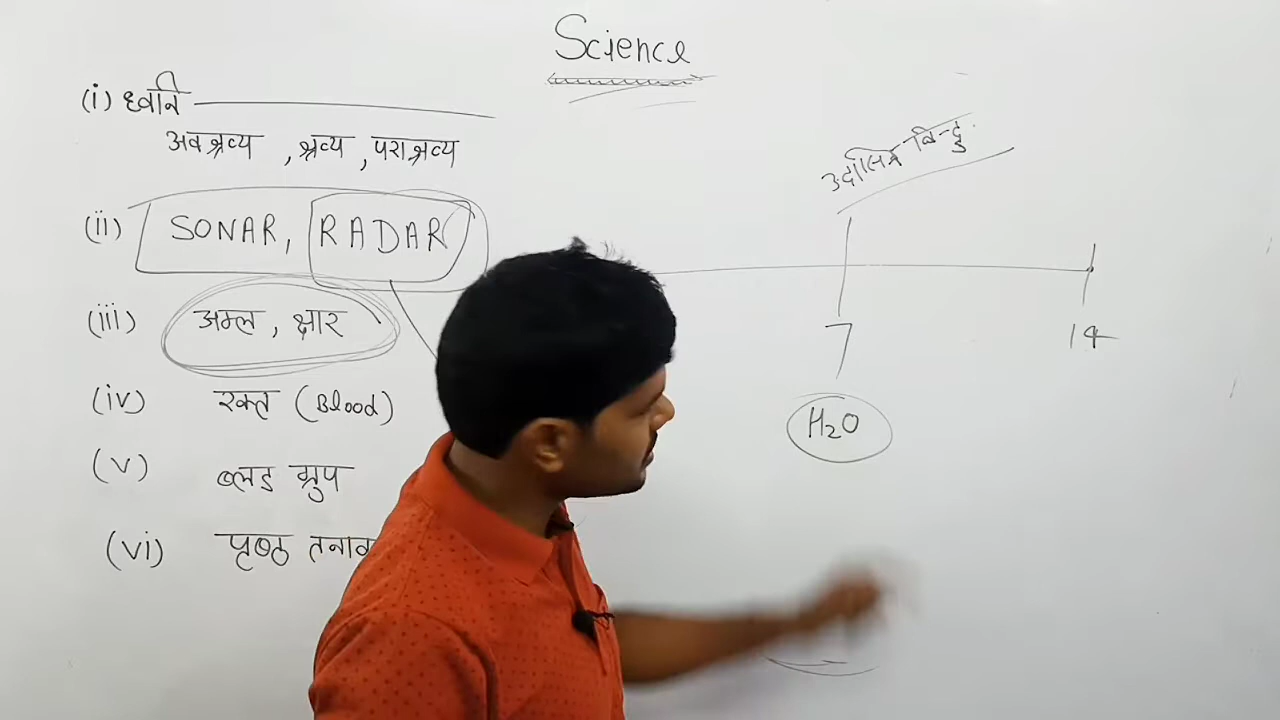 Science
(i) ध्वनि
अवश्रव्य , श्रव्य , पराश्रव्य
(ii) SONAR, RADAR
(iii) अम्ल , क्षार
(iv) रक्त (Blood)
(v) ब्लड ग्रुप
(vi) पृष्ठ तनाव
बिन्दु
7
14
H₂O